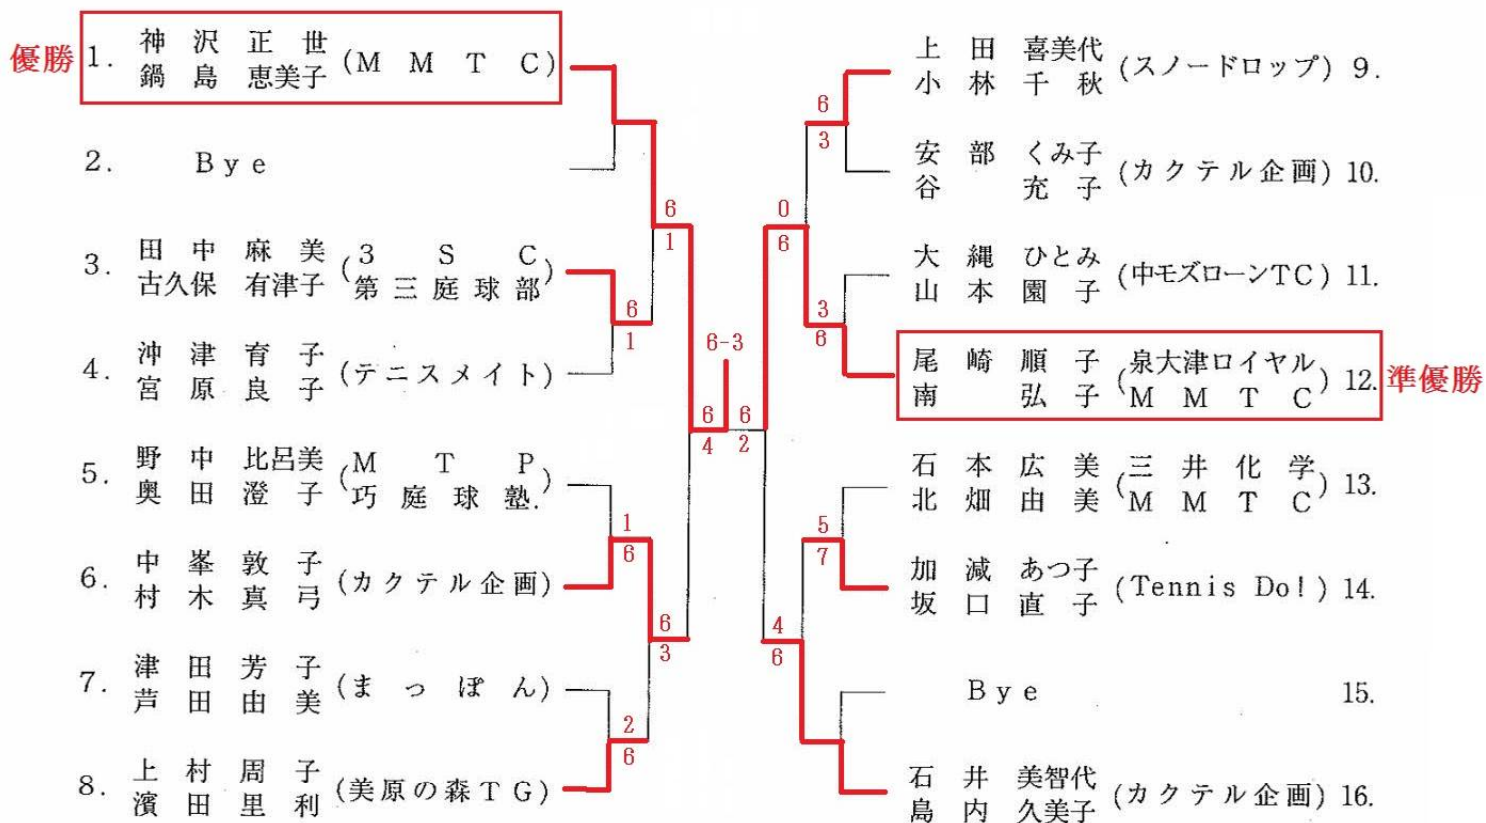 優勝
1. 神 沢 正 世 (M M T C)
鍋 島 恵美子
2. Bye
3. 田 中 麻 美 (3 S C
古久保 有津子 第三庭球部)
4. 沖 津 育 子 (テニスメイト)
宮 原 良 子
5. 野 中 比呂美 (M T P
奥 田 澄 子 巧庭球塾.)
6. 中 峯 敦 子 (カクテル企画)
村 木 真 弓
7. 津 田 芳 子 (まっぽん)
芦 田 由 美
8. 上 村 周 子 (美原の森TG)
濱 田 里 利
6
1
6
1
1
6
6
3
2
6
6-3
6
4
6
2
上 田 喜美代 (スノードロップ) 9.
小 林 千 秋
安 部 くみ子 (カクテル企画) 10.
谷 充 子
大 縄 ひとみ (中モズローンTC) 11.
山 本 園 子
尾 崎 順 子 (泉大津ロイヤル 12.
南 弘 子 M M T C)
準優勝
石 本 広 美 (三 井 化 学 13.
北 畑 由 美 M M T C)
加 減 あつ子 (Tennis Do!) 14.
坂 口 直 子
Bye 15.
石 井 美智代 (カクテル企画) 16.
島 内 久美子
6
3
0
6
3
6
5
7
4
6